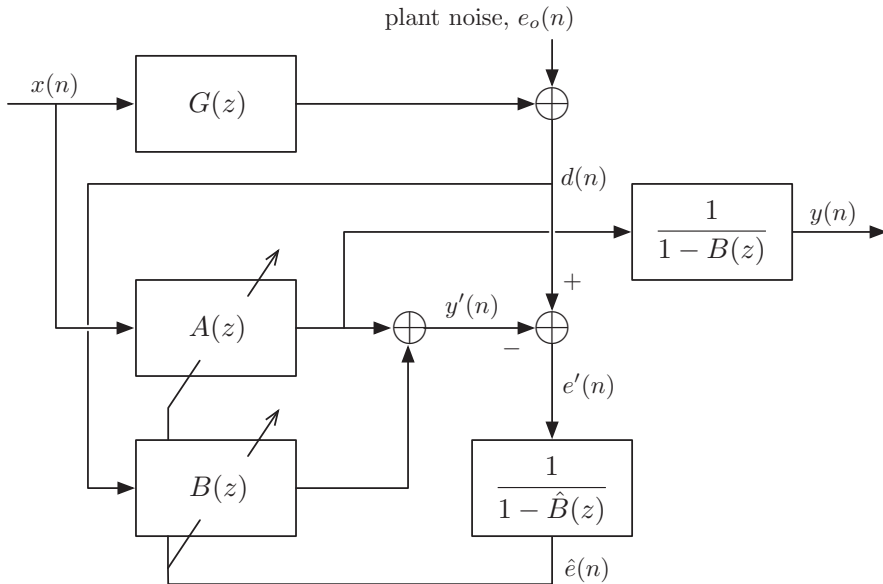 plant noise, e_o(n)
x(n)
G(z)
d(n)
1
1 − B(z)
y(n)
+
A(z)
y′(n)
−
e′(n)
B(z)
1
1 − B̂(z)
ê(n)